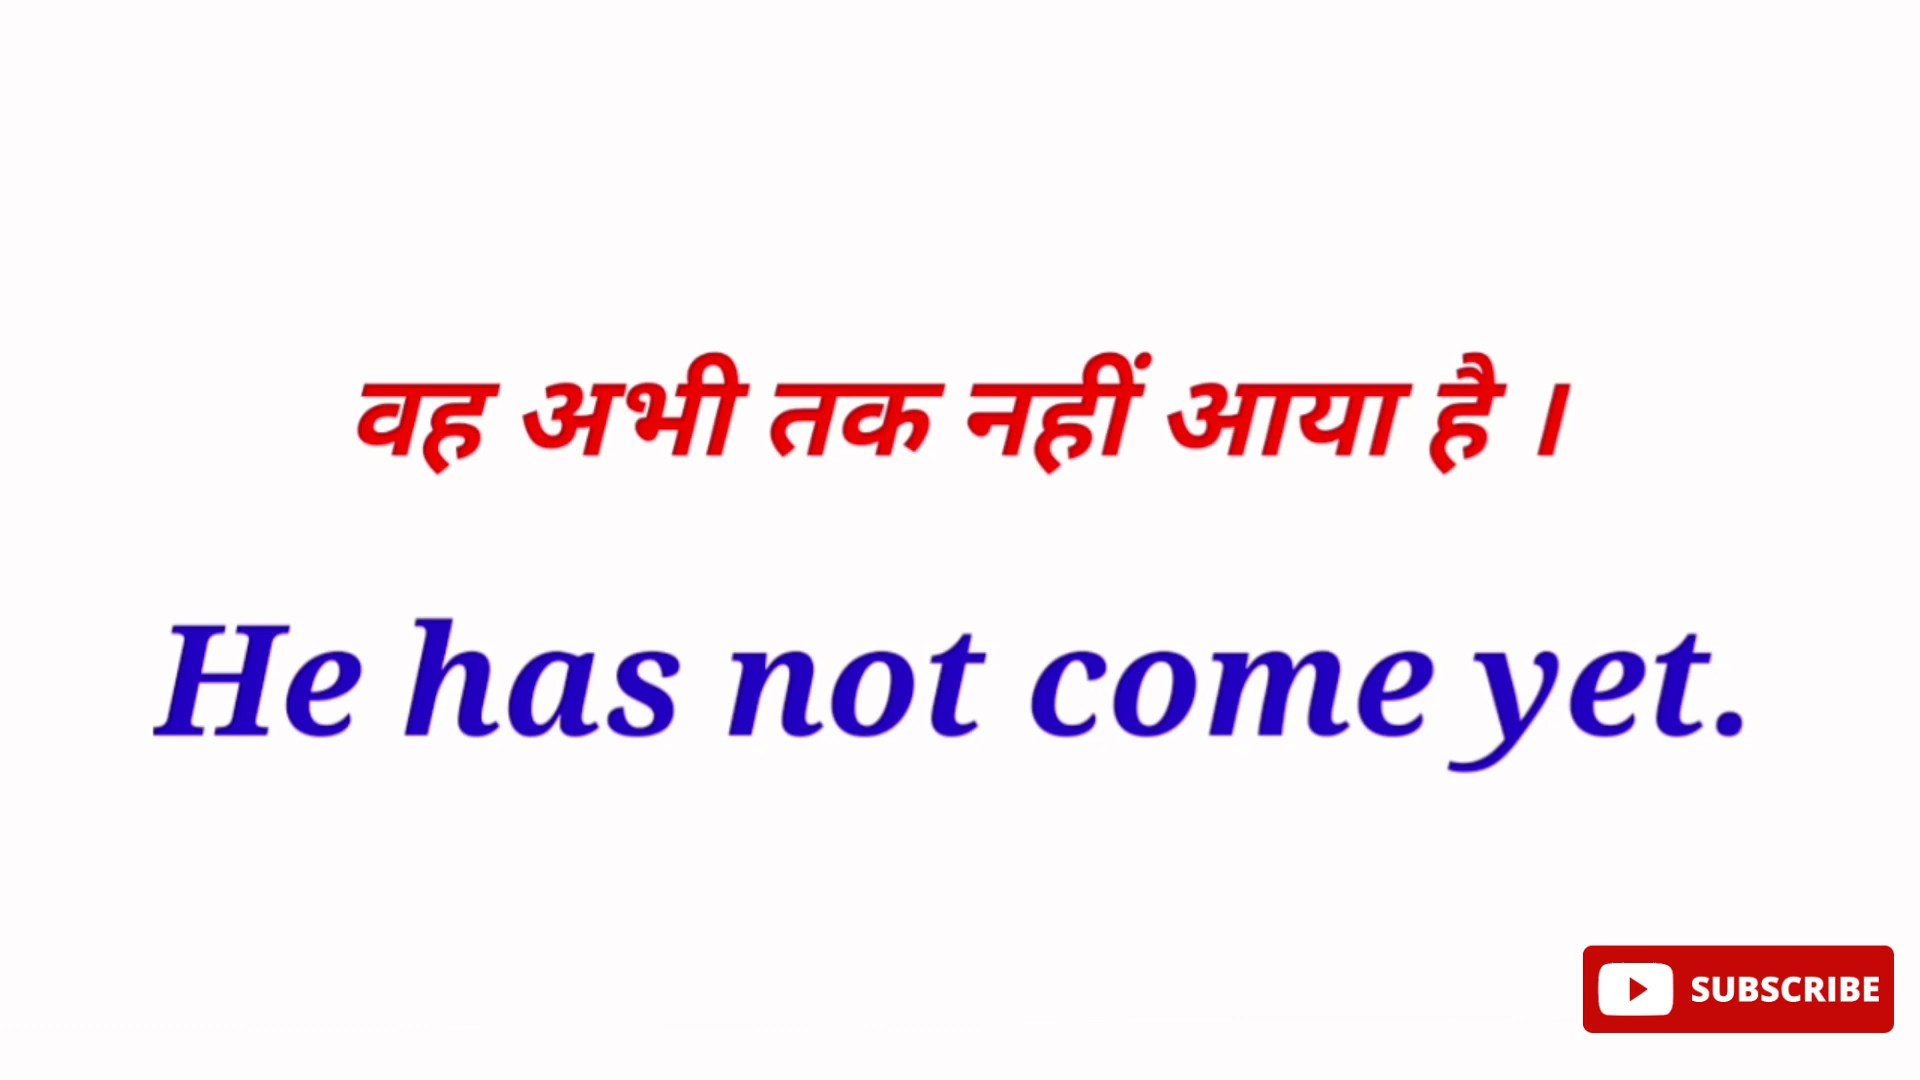 वह अभी तक नहीं आया है ।
He has not come yet.
SUBSCRIBE